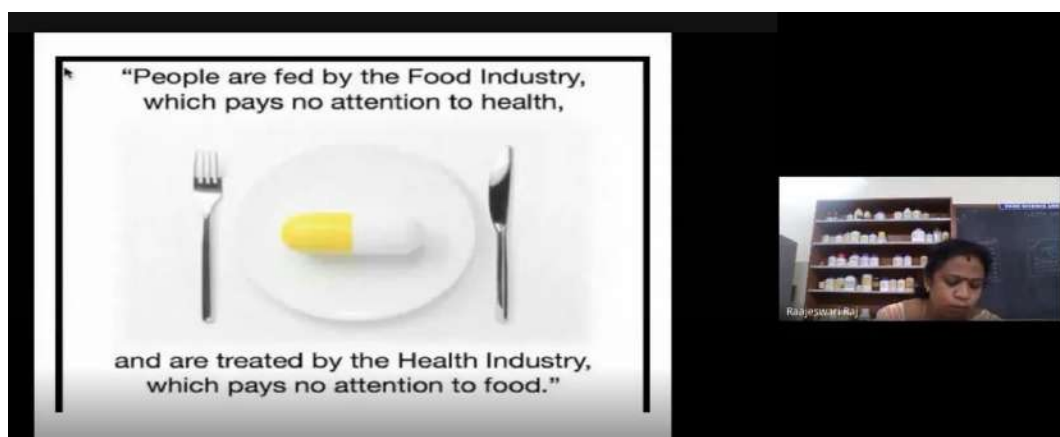 “People are fed by the Food Industry,
which pays no attention to health,
and are treated by the Health Industry,
which pays no attention to food.”
Raajeswari Raj